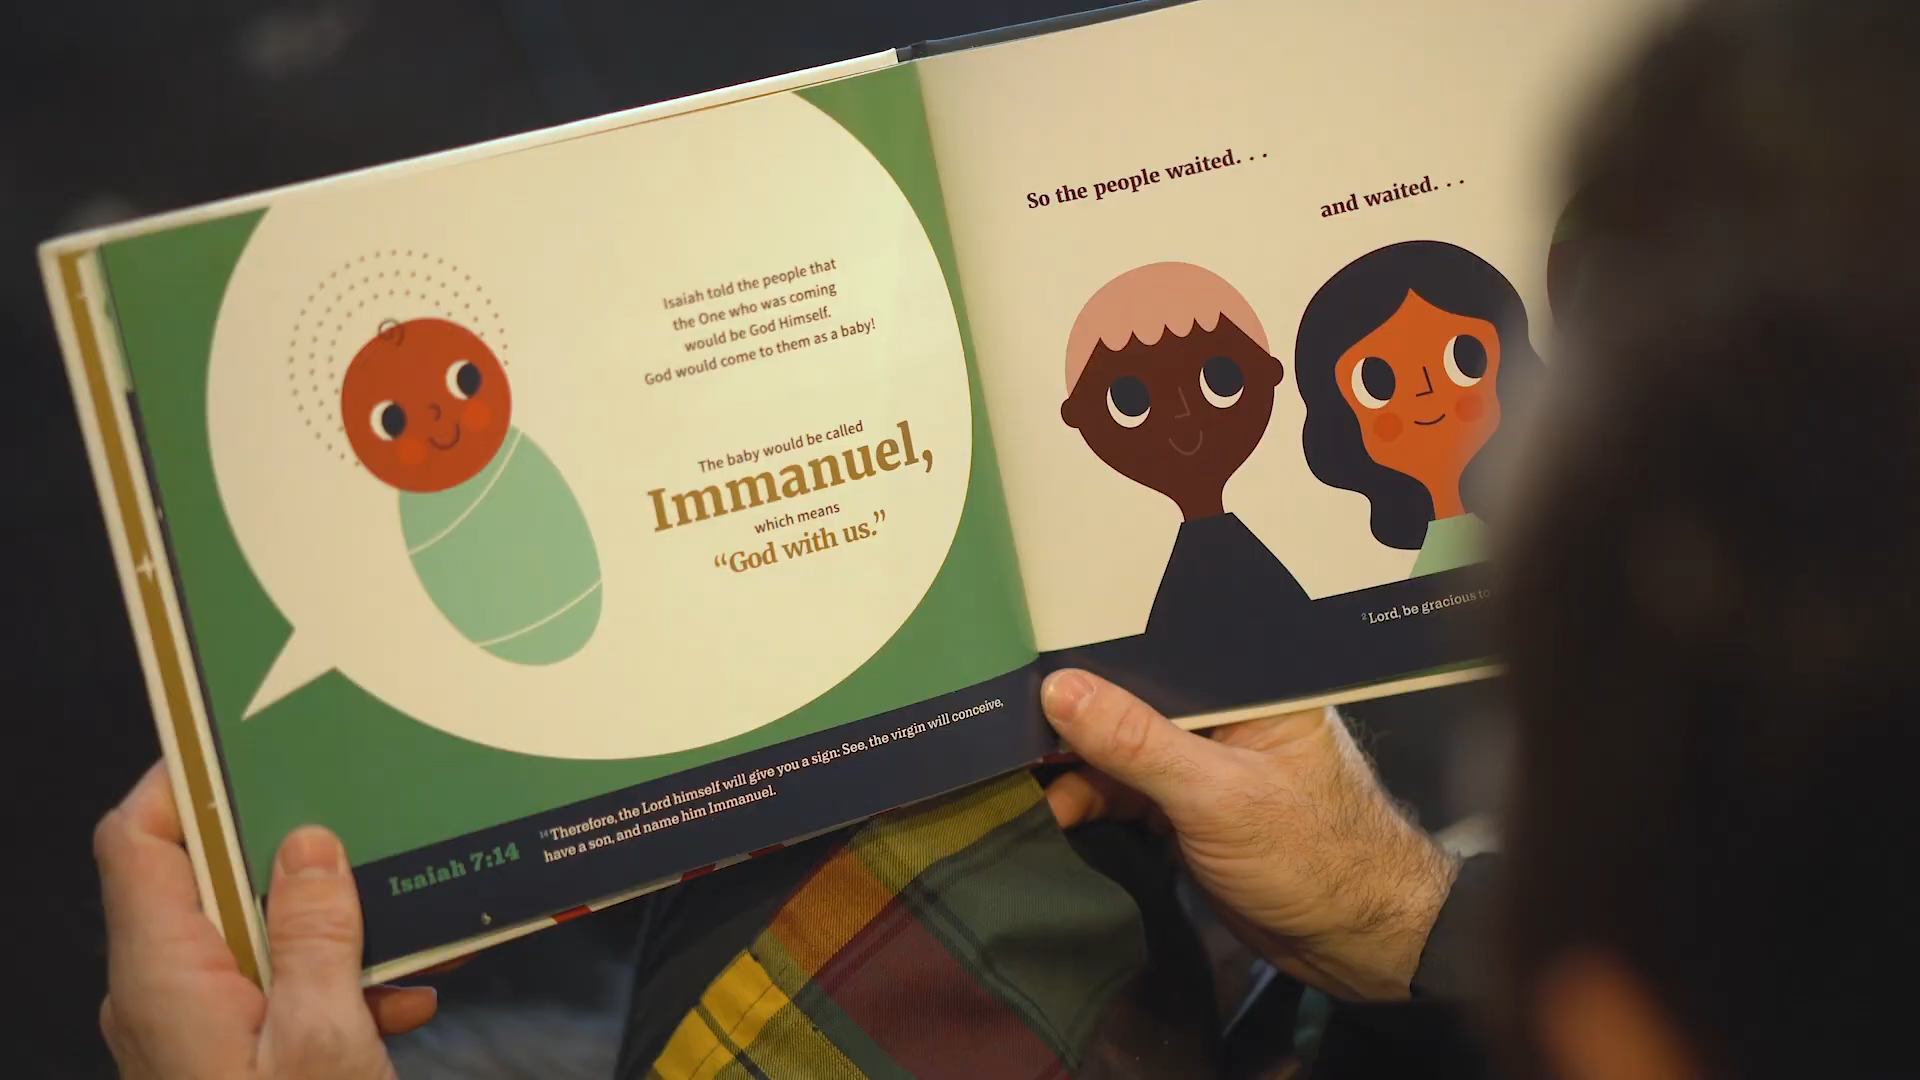 Isaiah told the people that
the One who was coming
would be God Himself.
God would come to them as a baby!
The baby would be called
Immanuel,
which means
“God with us.”
Isaiah 7:14
14 Therefore, the Lord himself will give you a sign: See, the virgin will conceive,
have a son, and name him Immanuel.
So the people waited. . .
and waited. . .
2 Lord, be gracious to